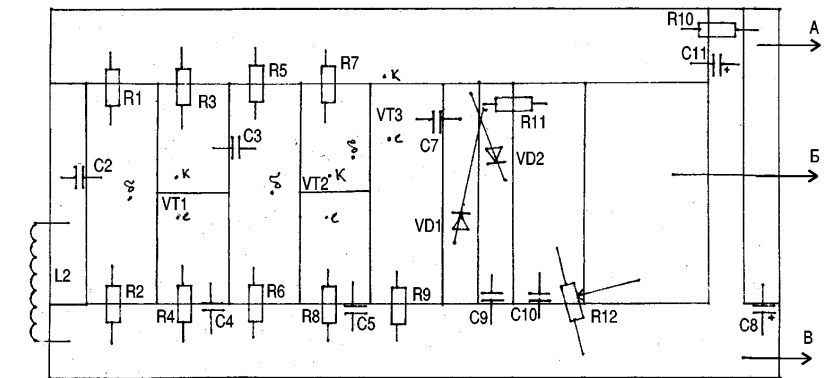 R10
А
C11
R1
R3
R5
R7
.к
VT3
.е
C7
R11
VD2
C2
C3
.б
.к
VT1
.е
.б
.б
VT2
.к
.е
Б
VD1
L2
R2
R4
C4
R6
R8
C5
R9
C9
C10
R12
C8
В
+
+